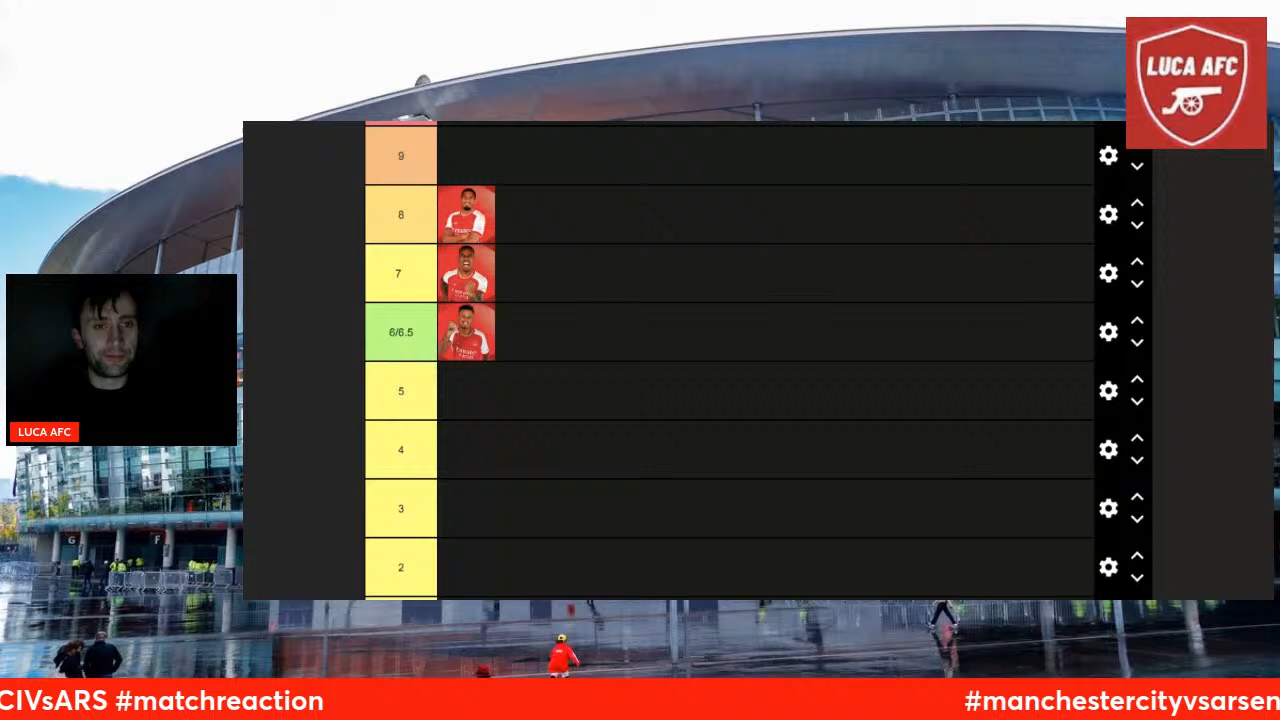 LUCA AFC
9
8
7
6/6.5
5
4
3
2
LUCA AFC
G F
CIVsARS #matchreaction
#manchestercityvsarsen